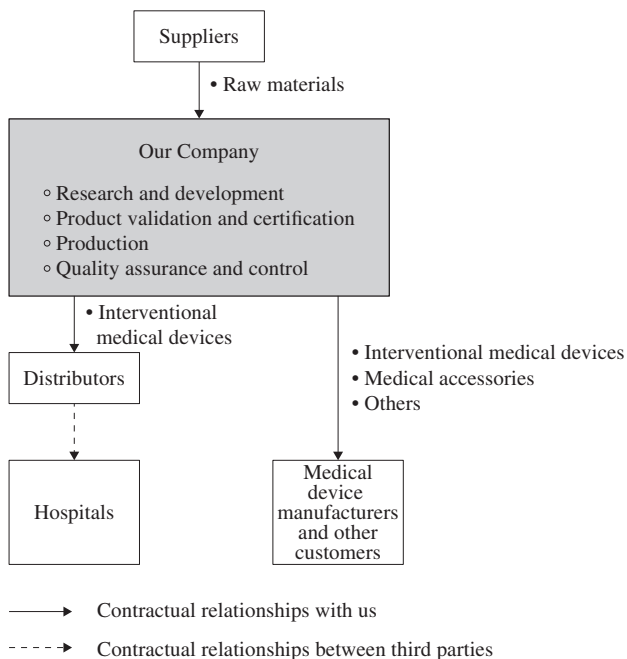 Suppliers
• Raw materials
Our Company
◦ Research and development
◦ Product validation and certification
◦ Production
◦ Quality assurance and control
• Interventional
medical devices
Distributors
• Interventional medical devices
• Medical accessories
• Others
Hospitals
Medical
device
manufacturers
and other
customers
Contractual relationships with us
Contractual relationships between third parties